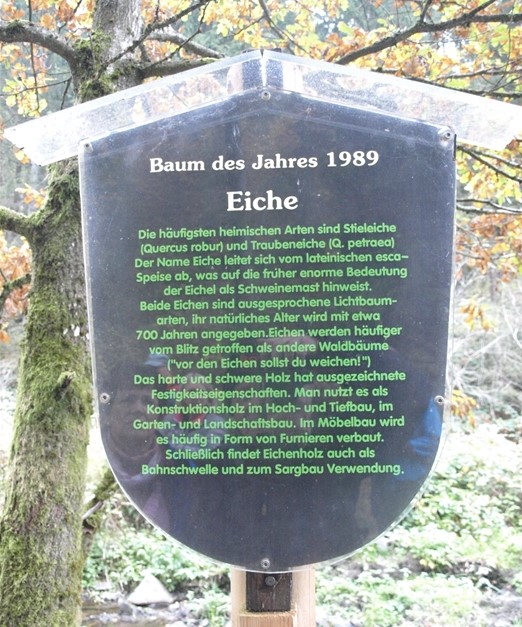 Baum des Jahres 1989
Eiche
Die häufigsten heimischen Arten sind Stieleiche
(Quercus robur) und Traubeneiche (Q. petraea)
Der Name Eiche leitet sich vom lateinischen esca–
Speise ab, was auf die früher enorme Bedeutung
der Eichel als Schweinemast hinweist.
Beide Eichen sind ausgesprochene Lichtbaum-
arten, ihr natürliches Alter wird mit etwa
700 Jahren angegeben.Eichen werden häufiger
vom Blitz getroffen als andere Waldbäume
("vor den Eichen sollst du weichen!")
Das harte und schwere Holz hat ausgezeichnete
Festigkeitseigenschaften. Man nutzt es als
Konstruktionsholz im Hoch- und Tiefbau, im
Garten- und Landschaftsbau. Im Möbelbau wird
es häufig in Form von Furnieren verbaut.
Schließlich findet Eichenholz auch als
Bahnschwelle und zum Sargbau Verwendung.